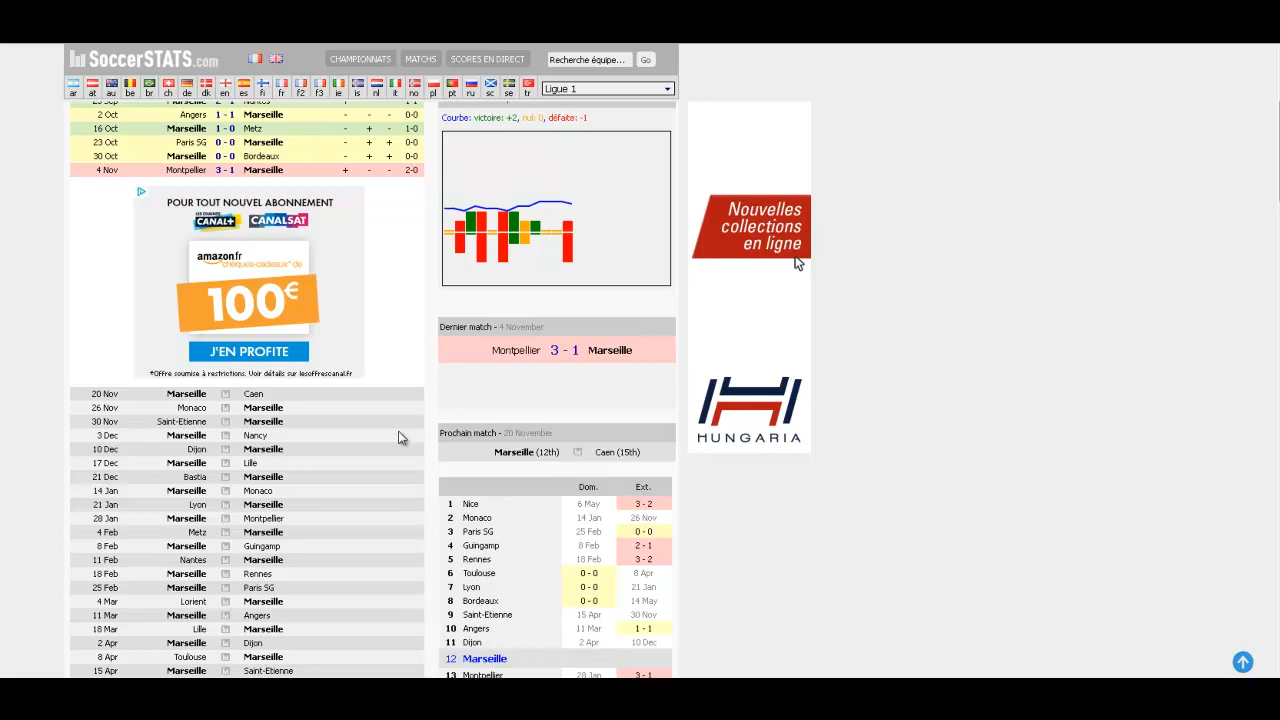 SoccerSTATS.com
CHAMPIONNATS MATCHS SCORES EN DIRECT Recherche équipe... Go
ar at au be br ch de dk en es fi fr f2 f3 ie is nl it no pl pt ru sc se tr Ligue 1
2 Oct Angers 1 - 1 Marseille - - - 0-0
16 Oct Marseille 1 - 0 Metz - + - 1-0
23 Oct Paris SG 0 - 0 Marseille - + + 0-0
30 Oct Marseille 0 - 0 Bordeaux - + + 0-0
4 Nov Montpellier 3 - 1 Marseille + - - 2-0
POUR TOUT NOUVEL ABONNEMENT
LES CHAINES CANAL+ CANALSAT
amazon.fr
chèques-cadeaux* de
100€
J'EN PROFITE
*Offre soumise à restrictions. Voir détails sur lesoffrescanal.fr
20 Nov Marseille Caen
26 Nov Monaco Marseille
30 Nov Saint-Etienne Marseille
3 Dec Marseille Nancy
10 Dec Dijon Marseille
17 Dec Marseille Lille
21 Dec Bastia Marseille
14 Jan Marseille Monaco
21 Jan Lyon Marseille
28 Jan Marseille Montpellier
4 Feb Metz Marseille
8 Feb Marseille Guingamp
11 Feb Nantes Marseille
18 Feb Marseille Rennes
25 Feb Marseille Paris SG
4 Mar Lorient Marseille
11 Mar Marseille Angers
18 Mar Lille Marseille
2 Apr Marseille Dijon
8 Apr Toulouse Marseille
15 Apr Marseille Saint-Etienne
Courbe: victoire: +2, nul: 0, défaite: -1
Dernier match - 4 November
Montpellier 3 - 1 Marseille
Prochain match - 20 November
Marseille (12th) Caen (15th)
Dom. Ext.
1 Nice 6 May 3 - 2
2 Monaco 14 Jan 26 Nov
3 Paris SG 25 Feb 0 - 0
4 Guingamp 8 Feb 2 - 1
5 Rennes 18 Feb 3 - 2
6 Toulouse 0 - 0 8 Apr
7 Lyon 0 - 0 21 Jan
8 Bordeaux 0 - 0 14 May
9 Saint-Etienne 15 Apr 30 Nov
10 Angers 11 Mar 1 - 1
11 Dijon 2 Apr 10 Dec
12 Marseille
13 Montpellier 28 Jan 3 - 1
Nouvelles
collections
en ligne
HUNGARIA